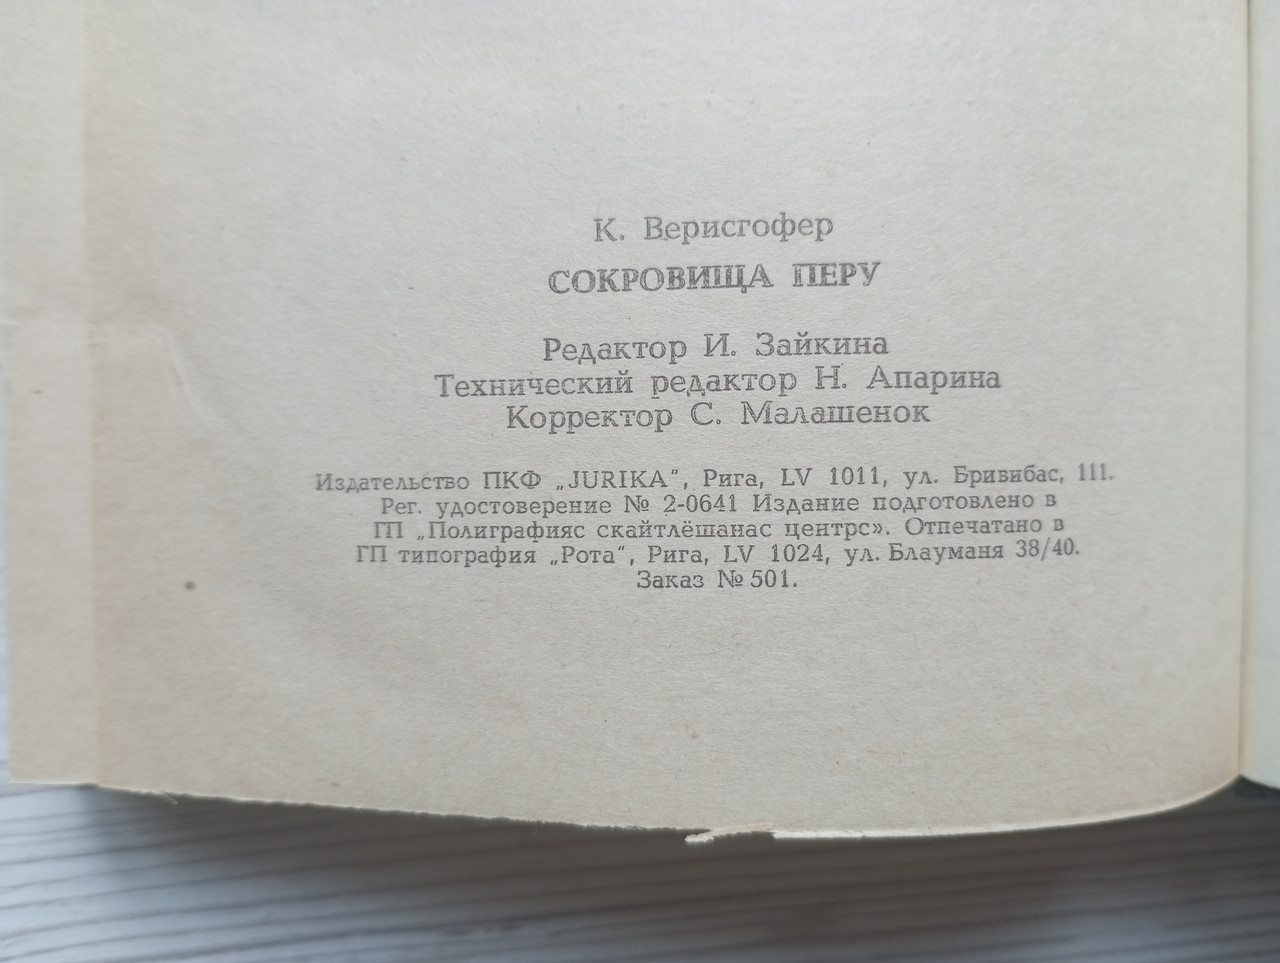 К. Верисгофер
СОКРОВИЩА ПЕРУ
Редактор И. Зайкина
Технический редактор Н. Апарина
Корректор С. Малашенок
Издательство ПКФ „JURIKA“, Рига, LV 1011, ул. Бривибас, 111.
Рег. удостоверение № 2-0641 Издание подготовлено в
ГП „Полиграфияс скайтлёшанас центрс». Отпечатано в
ГП типография „Рота“, Рига, LV 1024, ул. Блауманя 38/40.
Заказ № 501.